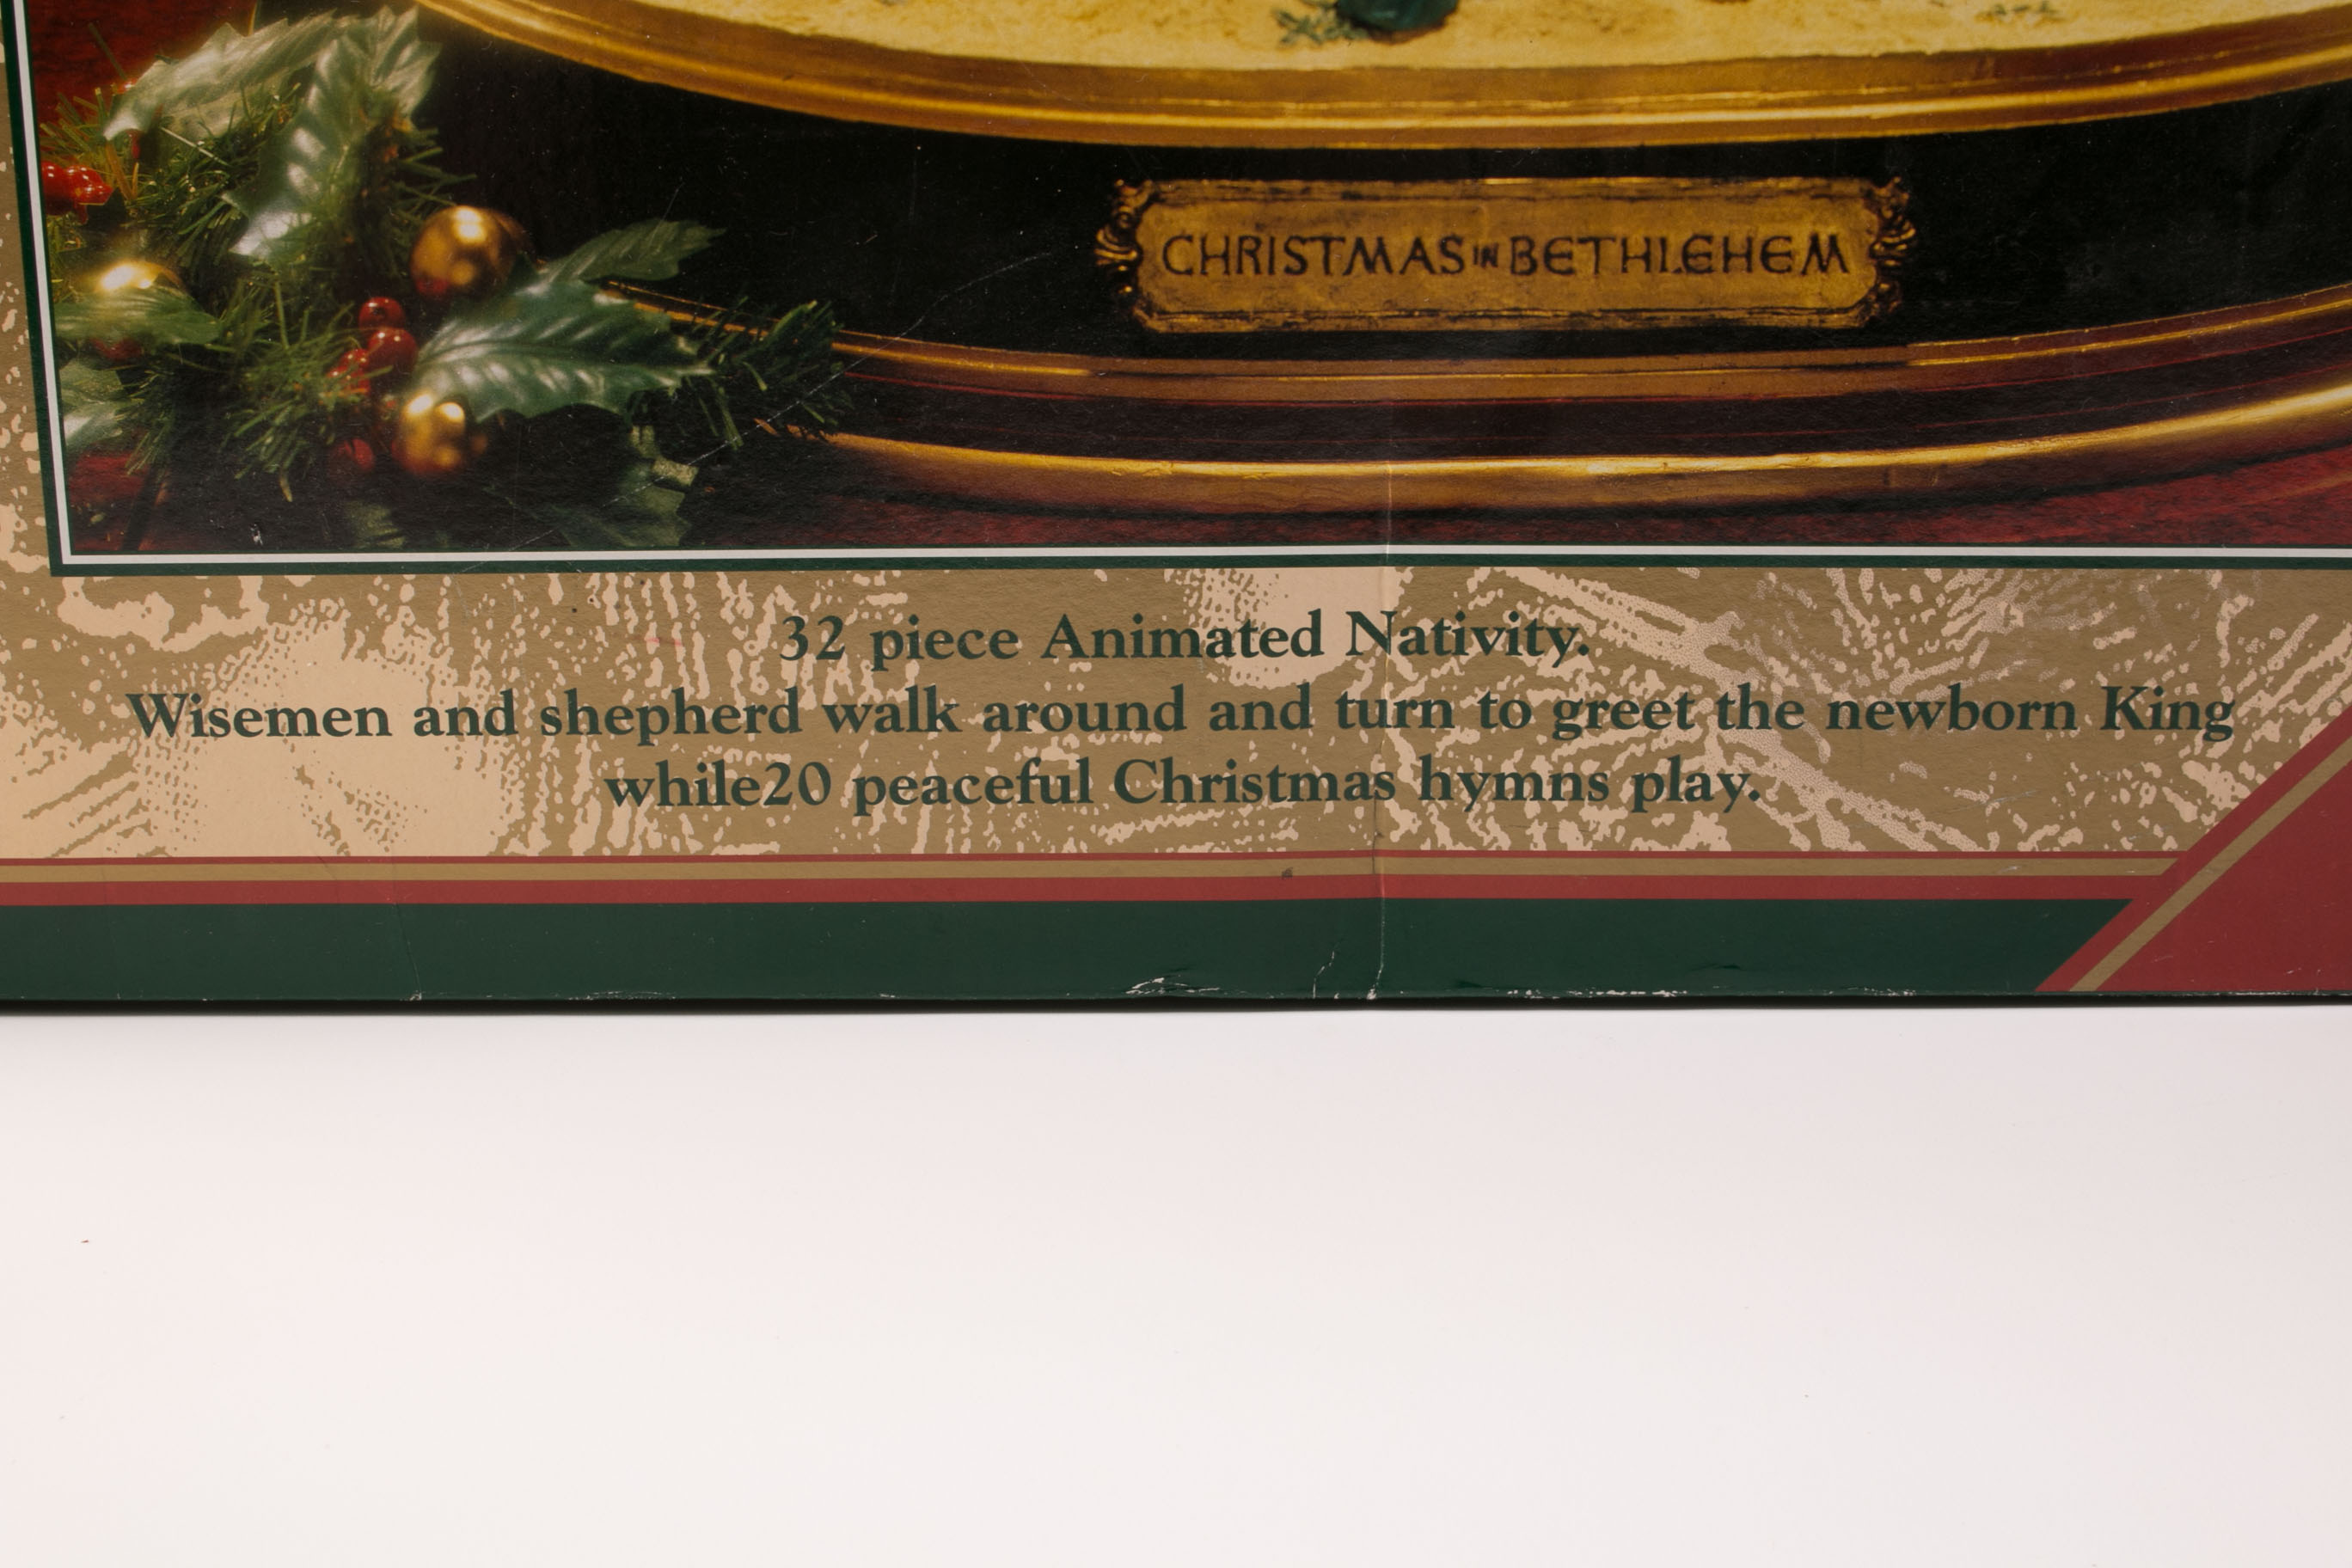 CHRISTMAS IN BETHLEHEM
32 piece Animated Nativity.
Wisemen and shepherd walk around and turn to greet the newborn King
while20 peaceful Christmas hymns play.